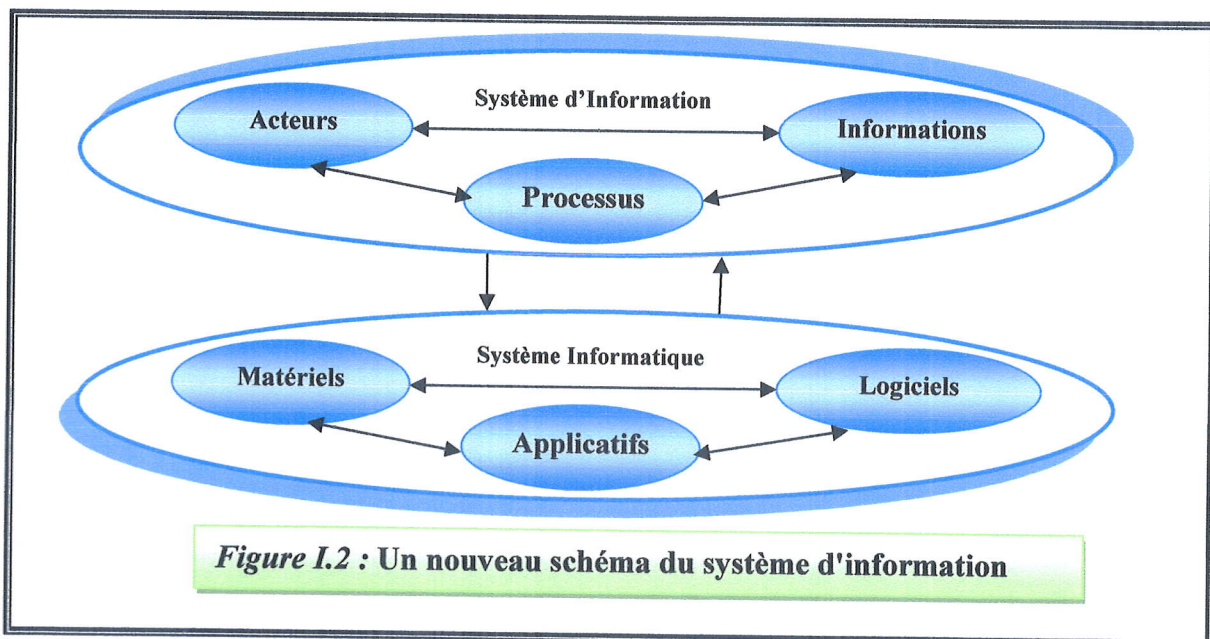 Système d’Information
Acteurs
Informations
Processus
Système Informatique
Matériels
Logiciels
Applicatifs
Figure I.2 : Un nouveau schéma du système d'information